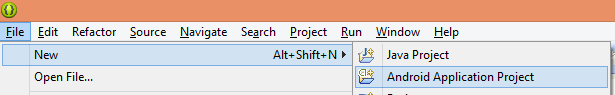 File Edit Refactor Source Navigate Search Project Run Window Help
New Alt+Shift+N Java Project
Open File... Android Application Project